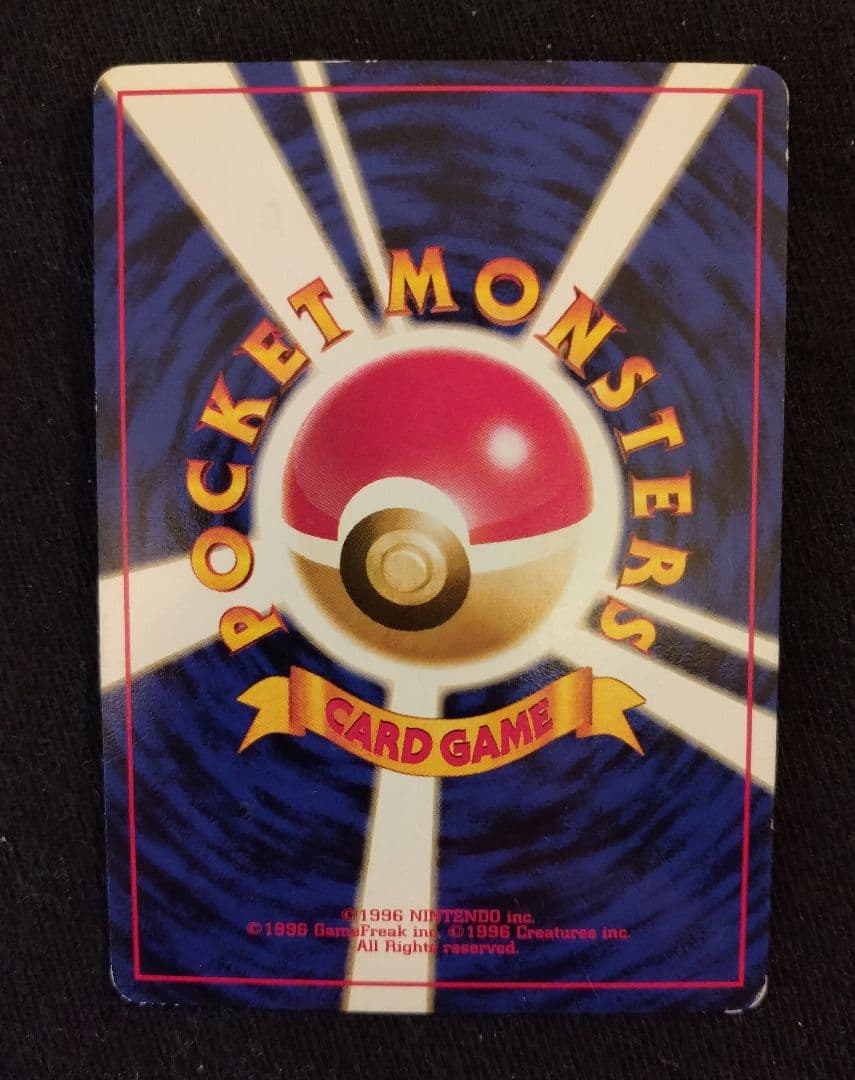 POCKET MONSTERS
CARD GAME
©1996 NINTENDO inc.
©1996 GameFreak inc. ©1996 Creatures inc.
All Rights reserved.